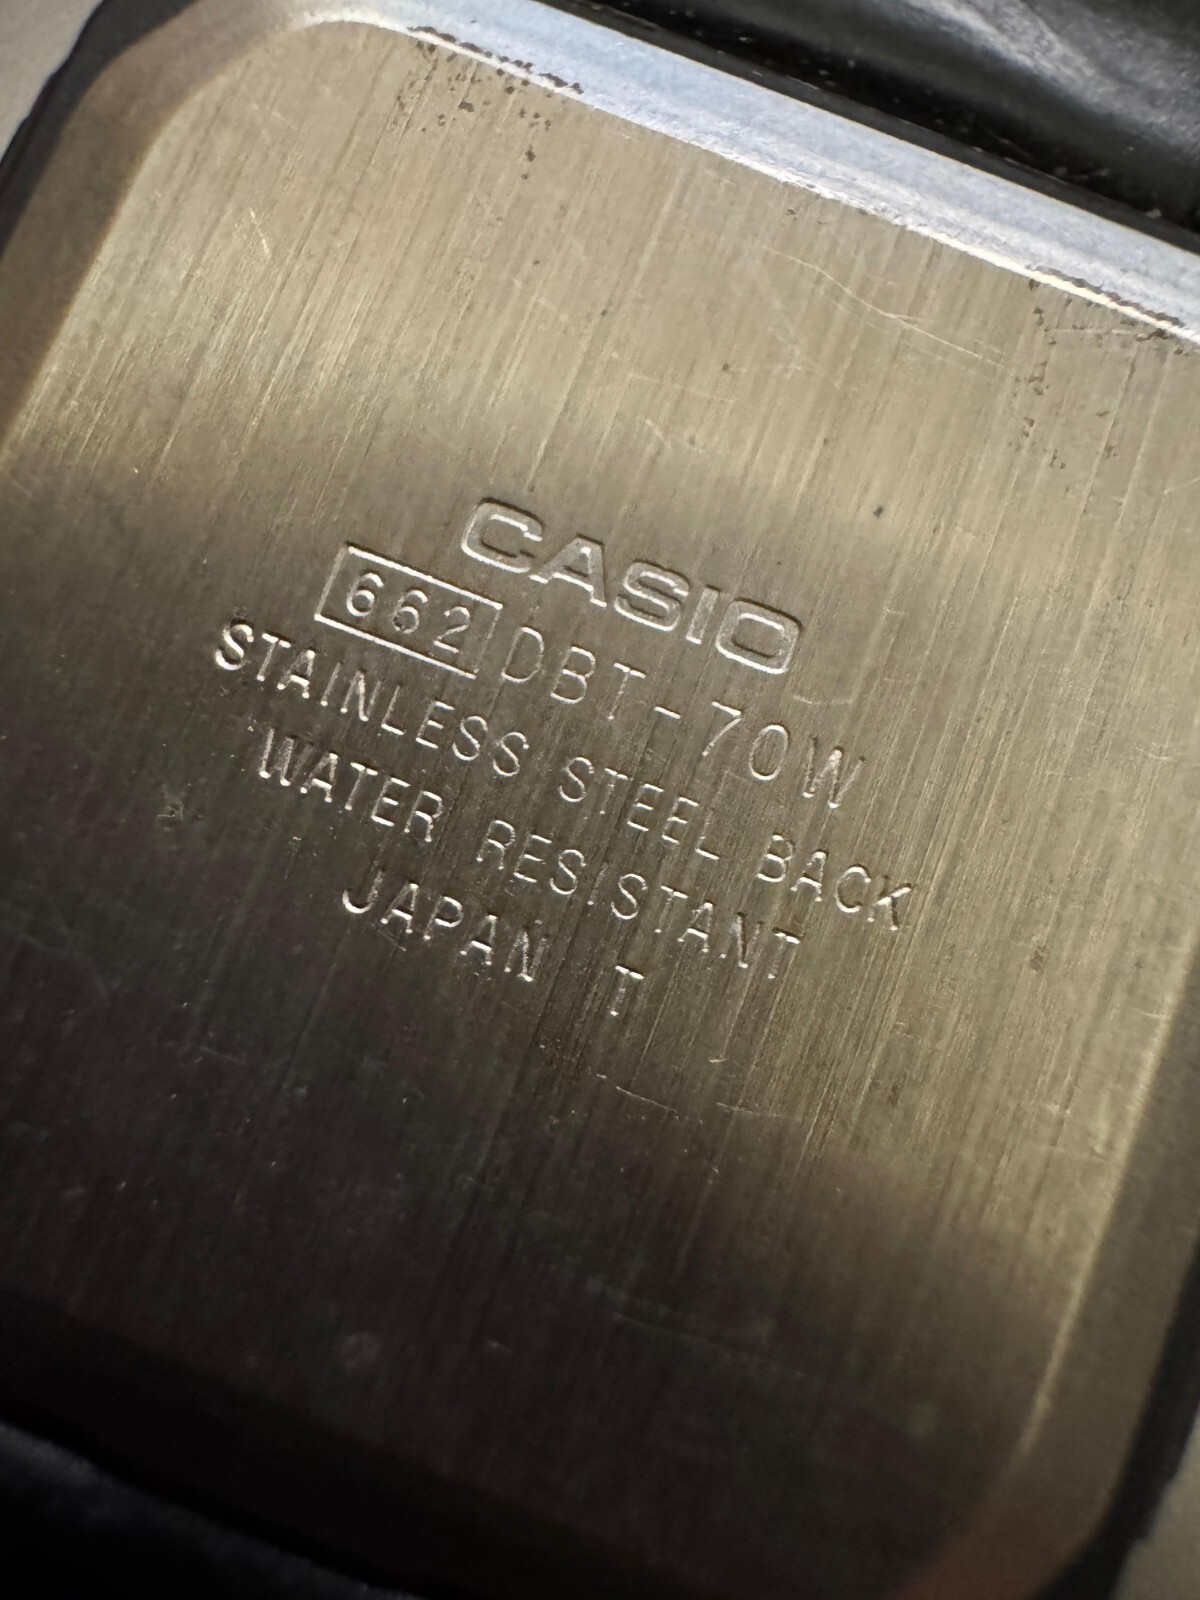 CASIO
662 DBT-70W
STAINLESS STEEL BACK
WATER RESISTANT
JAPAN T